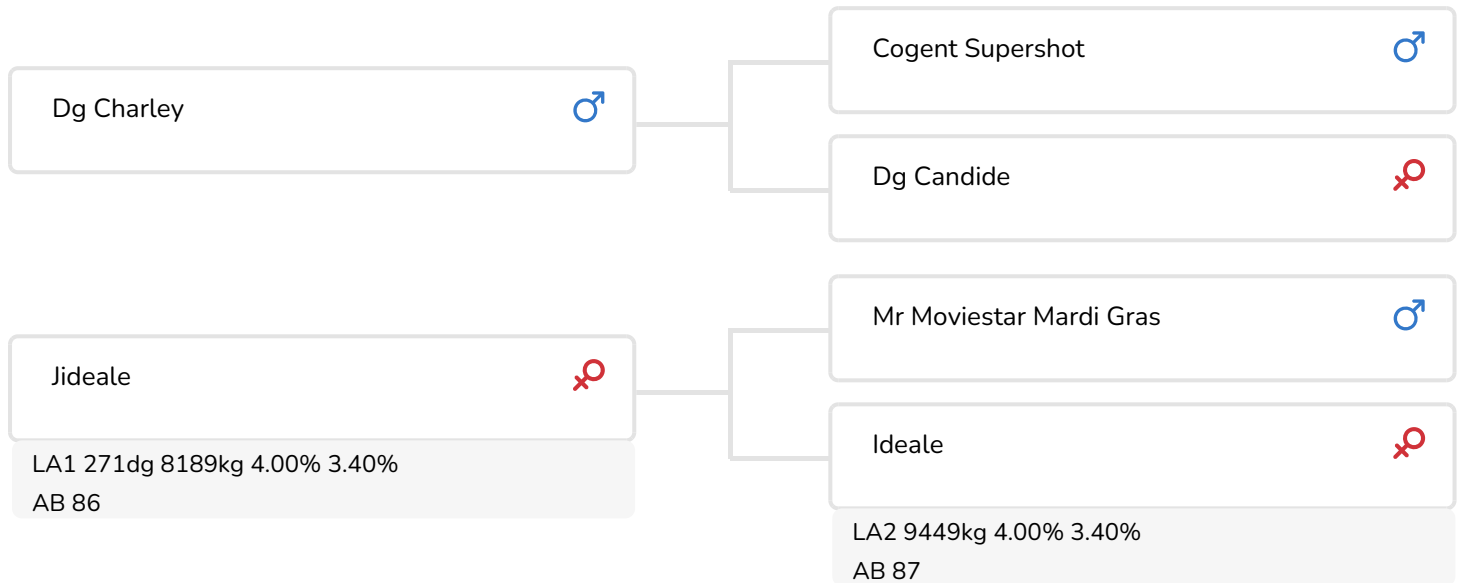 Cogent Supershot
Dg Charley
Dg Candide
Mr Moviestar Mardi Gras
Jideale
LA1 271dg 8189kg 4.00% 3.40%
AB 86
Ideale
LA2 9449kg 4.00% 3.40%
AB 87